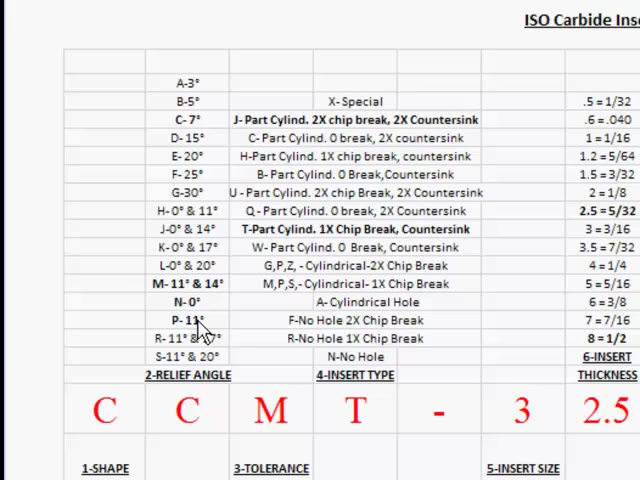 ISO Carbide
A-3°
B-5° X- Special .5 = 1/32
C- 7° J- Part Cylind. 2X chip break, 2X Countersink .6 = .040
D- 15° C- Part Cylind. 0 break, 2X countersink 1 = 1/16
E- 20° H-Part Cylind. 1X chip break, countersink 1.2 = 5/64
F- 25° B- Part Cylind. 0 Break,Countersink 1.5 = 3/32
G-30° U - Part Cylind. 2X chip Break, 2X Countersink 2 = 1/8
H- 0° & 11° Q - Part Cylind. 0 break, 2X Countersink 2.5 = 5/32
J-0° & 14° T-Part Cylind. 1X Chip Break, Countersink 3 = 3/16
K- 0° & 17° W- Part Cylind. 0 Break, Countersink 3.5 = 7/32
L-0° & 20° G,P,Z, - Cylindrical-2X Chip Break 4 = 1/4
M- 11° & 14° M,P,S,- Cylindrical- 1X Chip Break 5 = 5/16
N- 0° A- Cylindrical Hole 6 = 3/8
P- 11° F-No Hole 2X Chip Break 7 = 7/16
R- 11° & R-No Hole 1X Chip Break 8 = 1/2
S-11° & 20° N-No Hole 6-INSERT
2-RELIEF ANGLE 4-INSERT TYPE THICKNESS
C C M T - 3 2.5
1-SHAPE 3-TOLERANCE 5-INSERT SIZE